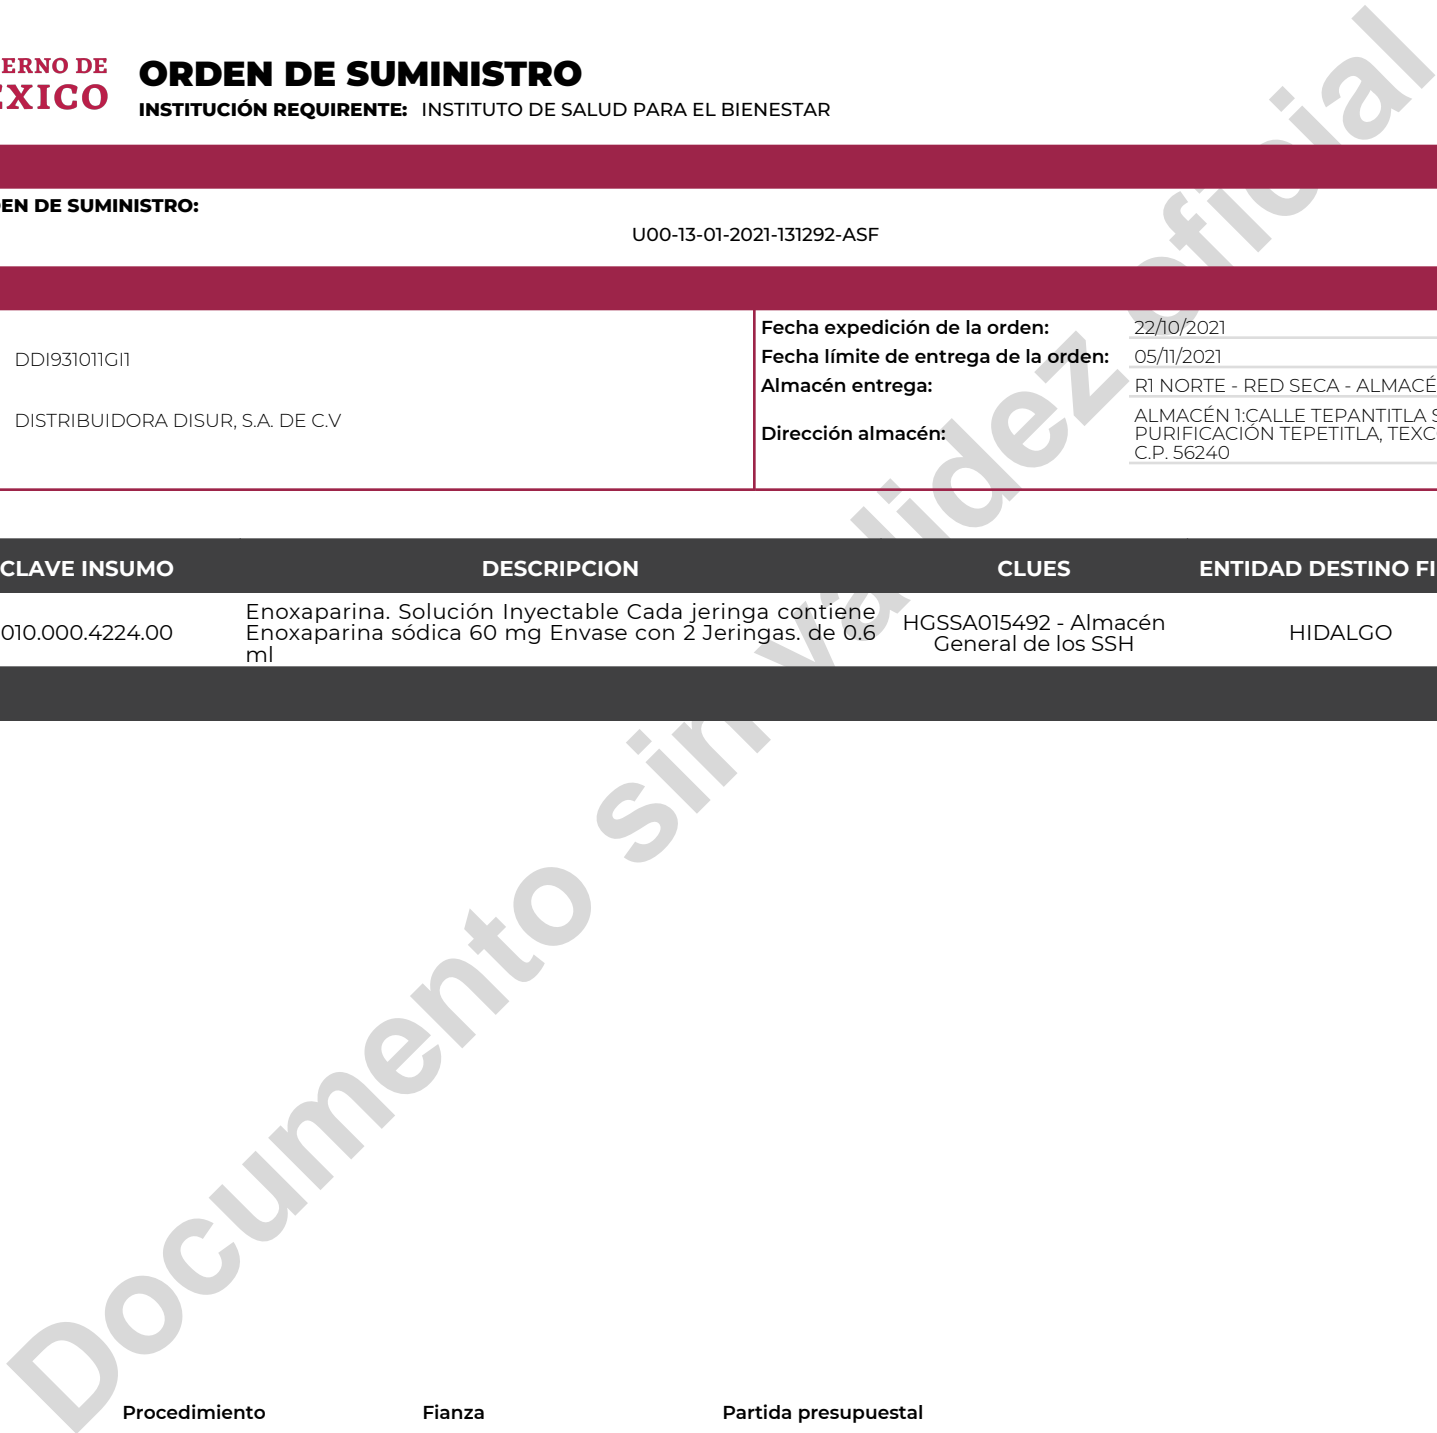 ERNO DE
ÉXICO
ORDEN DE SUMINISTRO
INSTITUCIÓN REQUIRENTE: INSTITUTO DE SALUD PARA EL BIENESTAR
EN DE SUMINISTRO:
U00-13-01-2021-131292-ASF
DDI931011GI1
DISTRIBUIDORA DISUR, S.A. DE C.V
Fecha expedición de la orden: 22/10/2021
Fecha límite de entrega de la orden: 05/11/2021
Almacén entrega: R1 NORTE - RED SECA - ALMACÉ
Dirección almacén:
ALMACÉN 1:CALLE TEPANTITLA S
PURIFICACIÓN TEPETITLA, TEXC
C.P. 56240
CLAVE INSUMO DESCRIPCION CLUES ENTIDAD DESTINO FI
010.000.4224.00
Enoxaparina. Solución Inyectable Cada jeringa contiene
Enoxaparina sódica 60 mg Envase con 2 Jeringas. de 0.6
ml
HGSSA015492 - Almacén
General de los SSH
HIDALGO
Documento sin validez oficial
Procedimiento Fianza Partida presupuestal